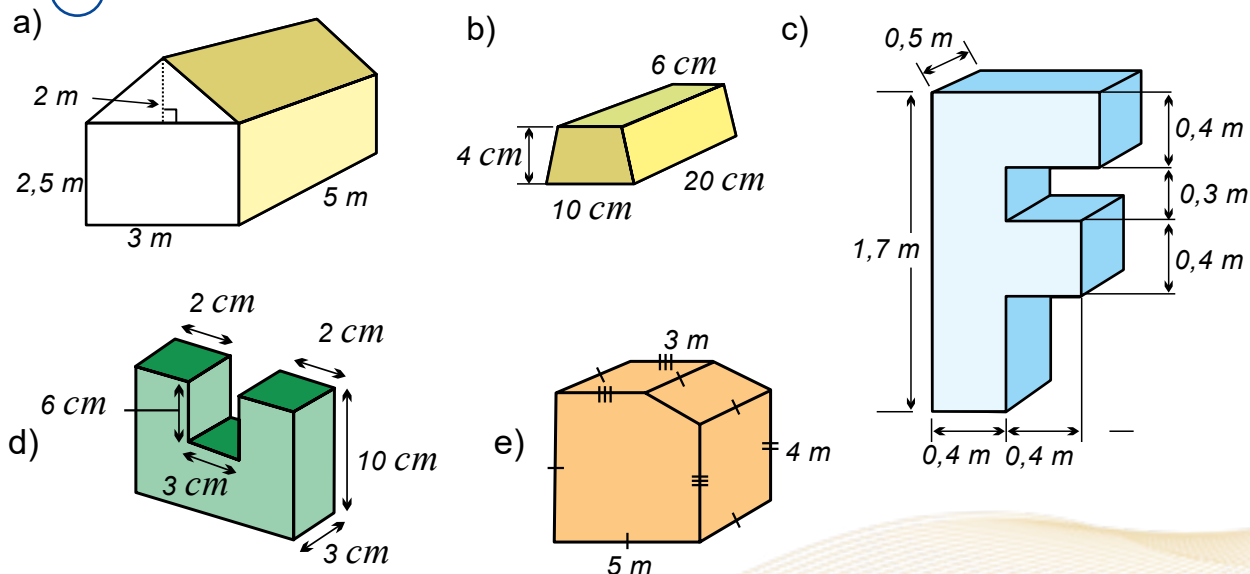 a)
2 m
2,5 m
3 m
5 m
b)
6 cm
4 cm
10 cm
20 cm
c)
0,5 m
0,4 m
0,3 m
0,4 m
1,7 m
0,4 m
0,4 m
d)
2 cm
2 cm
6 cm
3 cm
10 cm
3 cm
e)
3 m
4 m
5 m